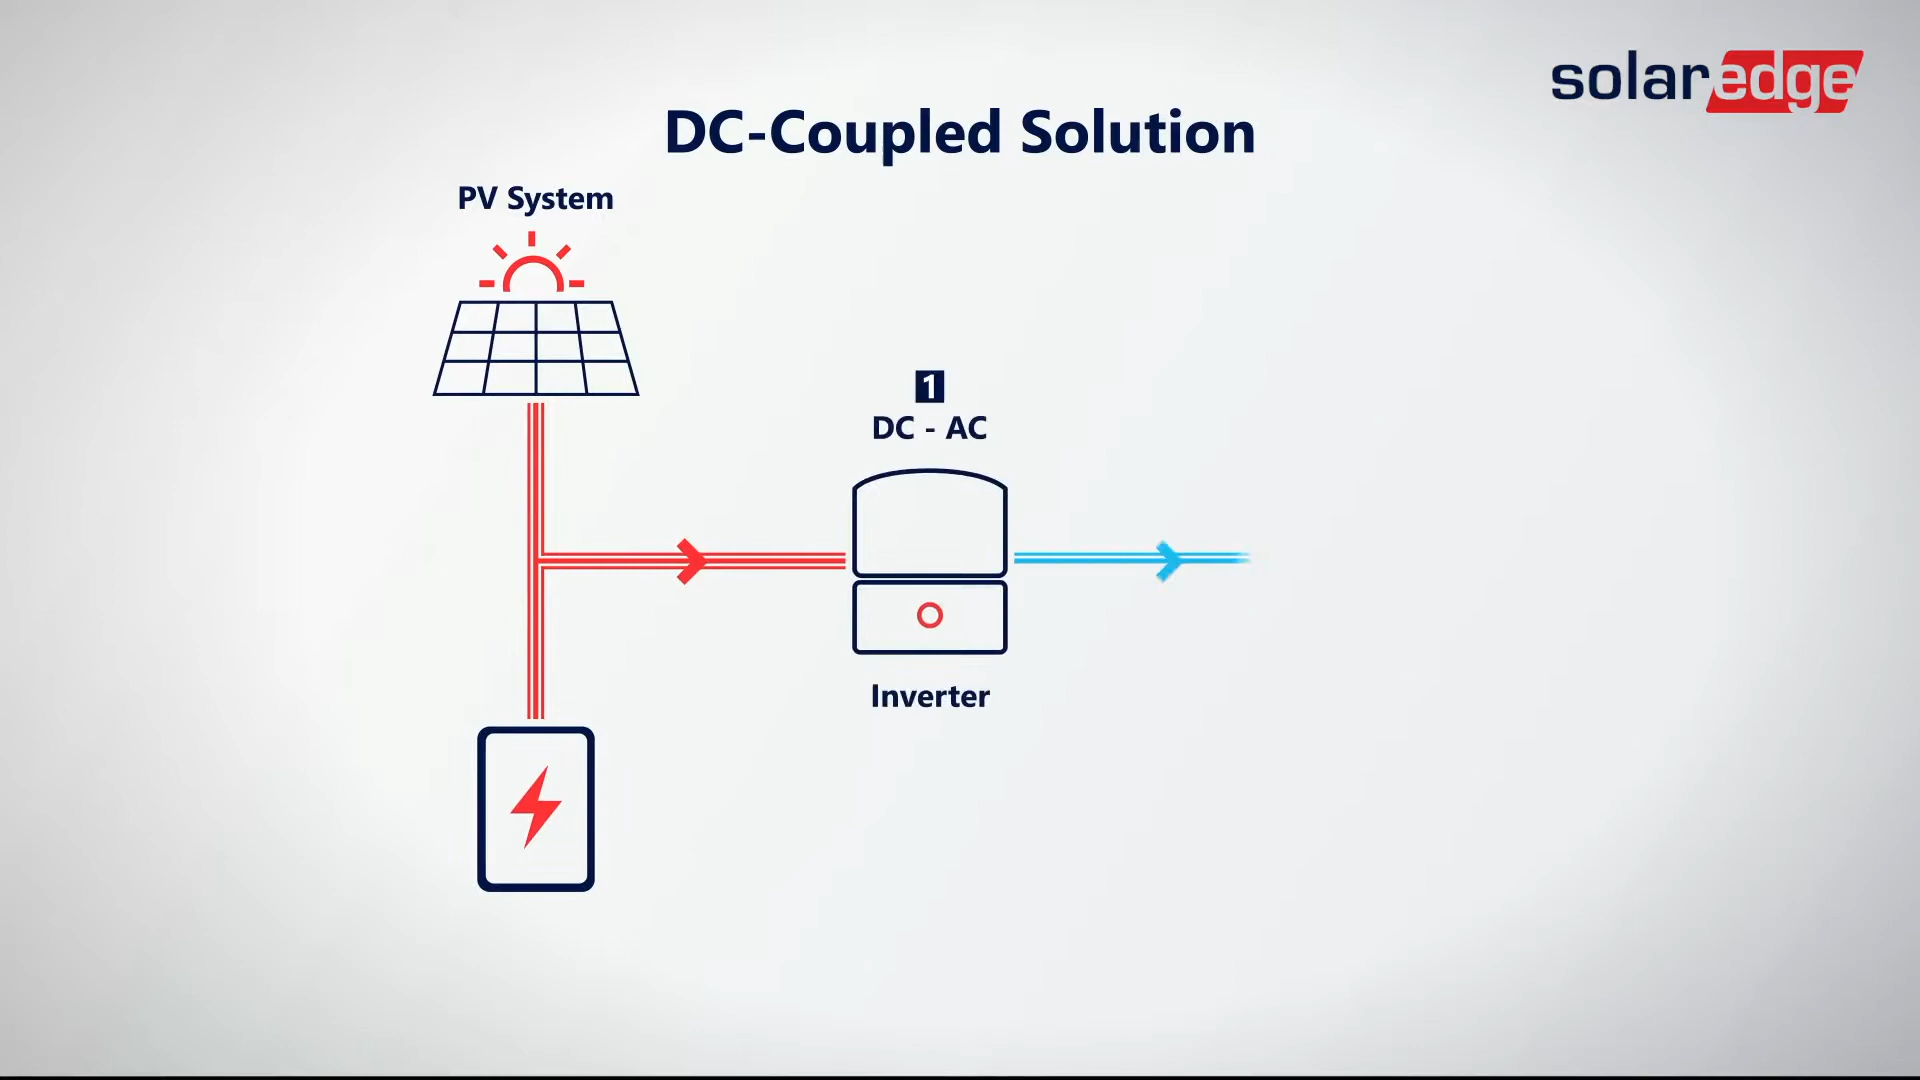 solaredge
DC-Coupled Solution
PV System
1
DC - AC
Inverter